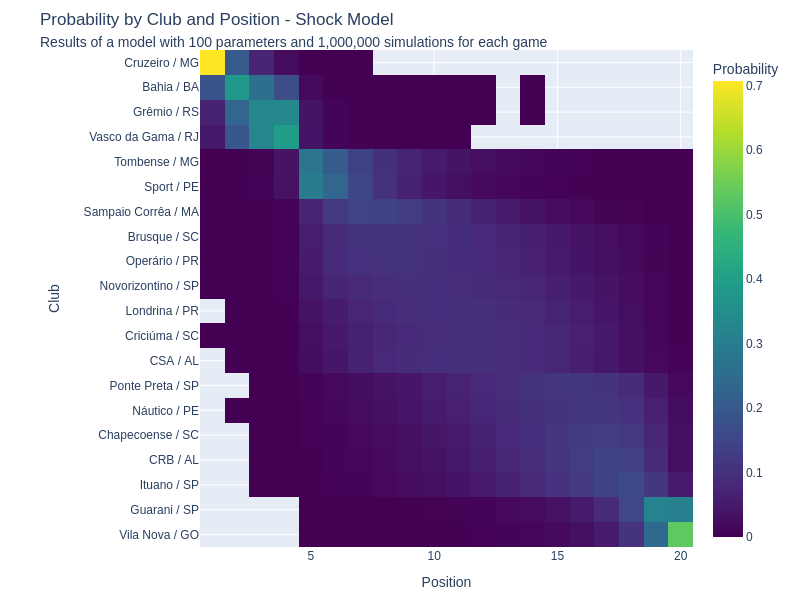 Probability by Club and Position - Shock Model
Results of a model with 100 parameters and 1,000,000 simulations for each game
Probability
Cruzeiro / MG
Bahia / BA
Grêmio / RS
Vasco da Gama / RJ
Tombense / MG
Sport / PE
Sampaio Corrêa / MA
Brusque / SC
Operário / PR
Novorizontino / SP
Londrina / PR
Criciúma / SC
CSA / AL
Ponte Preta / SP
Náutico / PE
Chapecoense / SC
CRB / AL
Ituano / SP
Guarani / SP
Vila Nova / GO
Club
5
10
15
20
Position
0.7
0.6
0.5
0.4
0.3
0.2
0.1
0